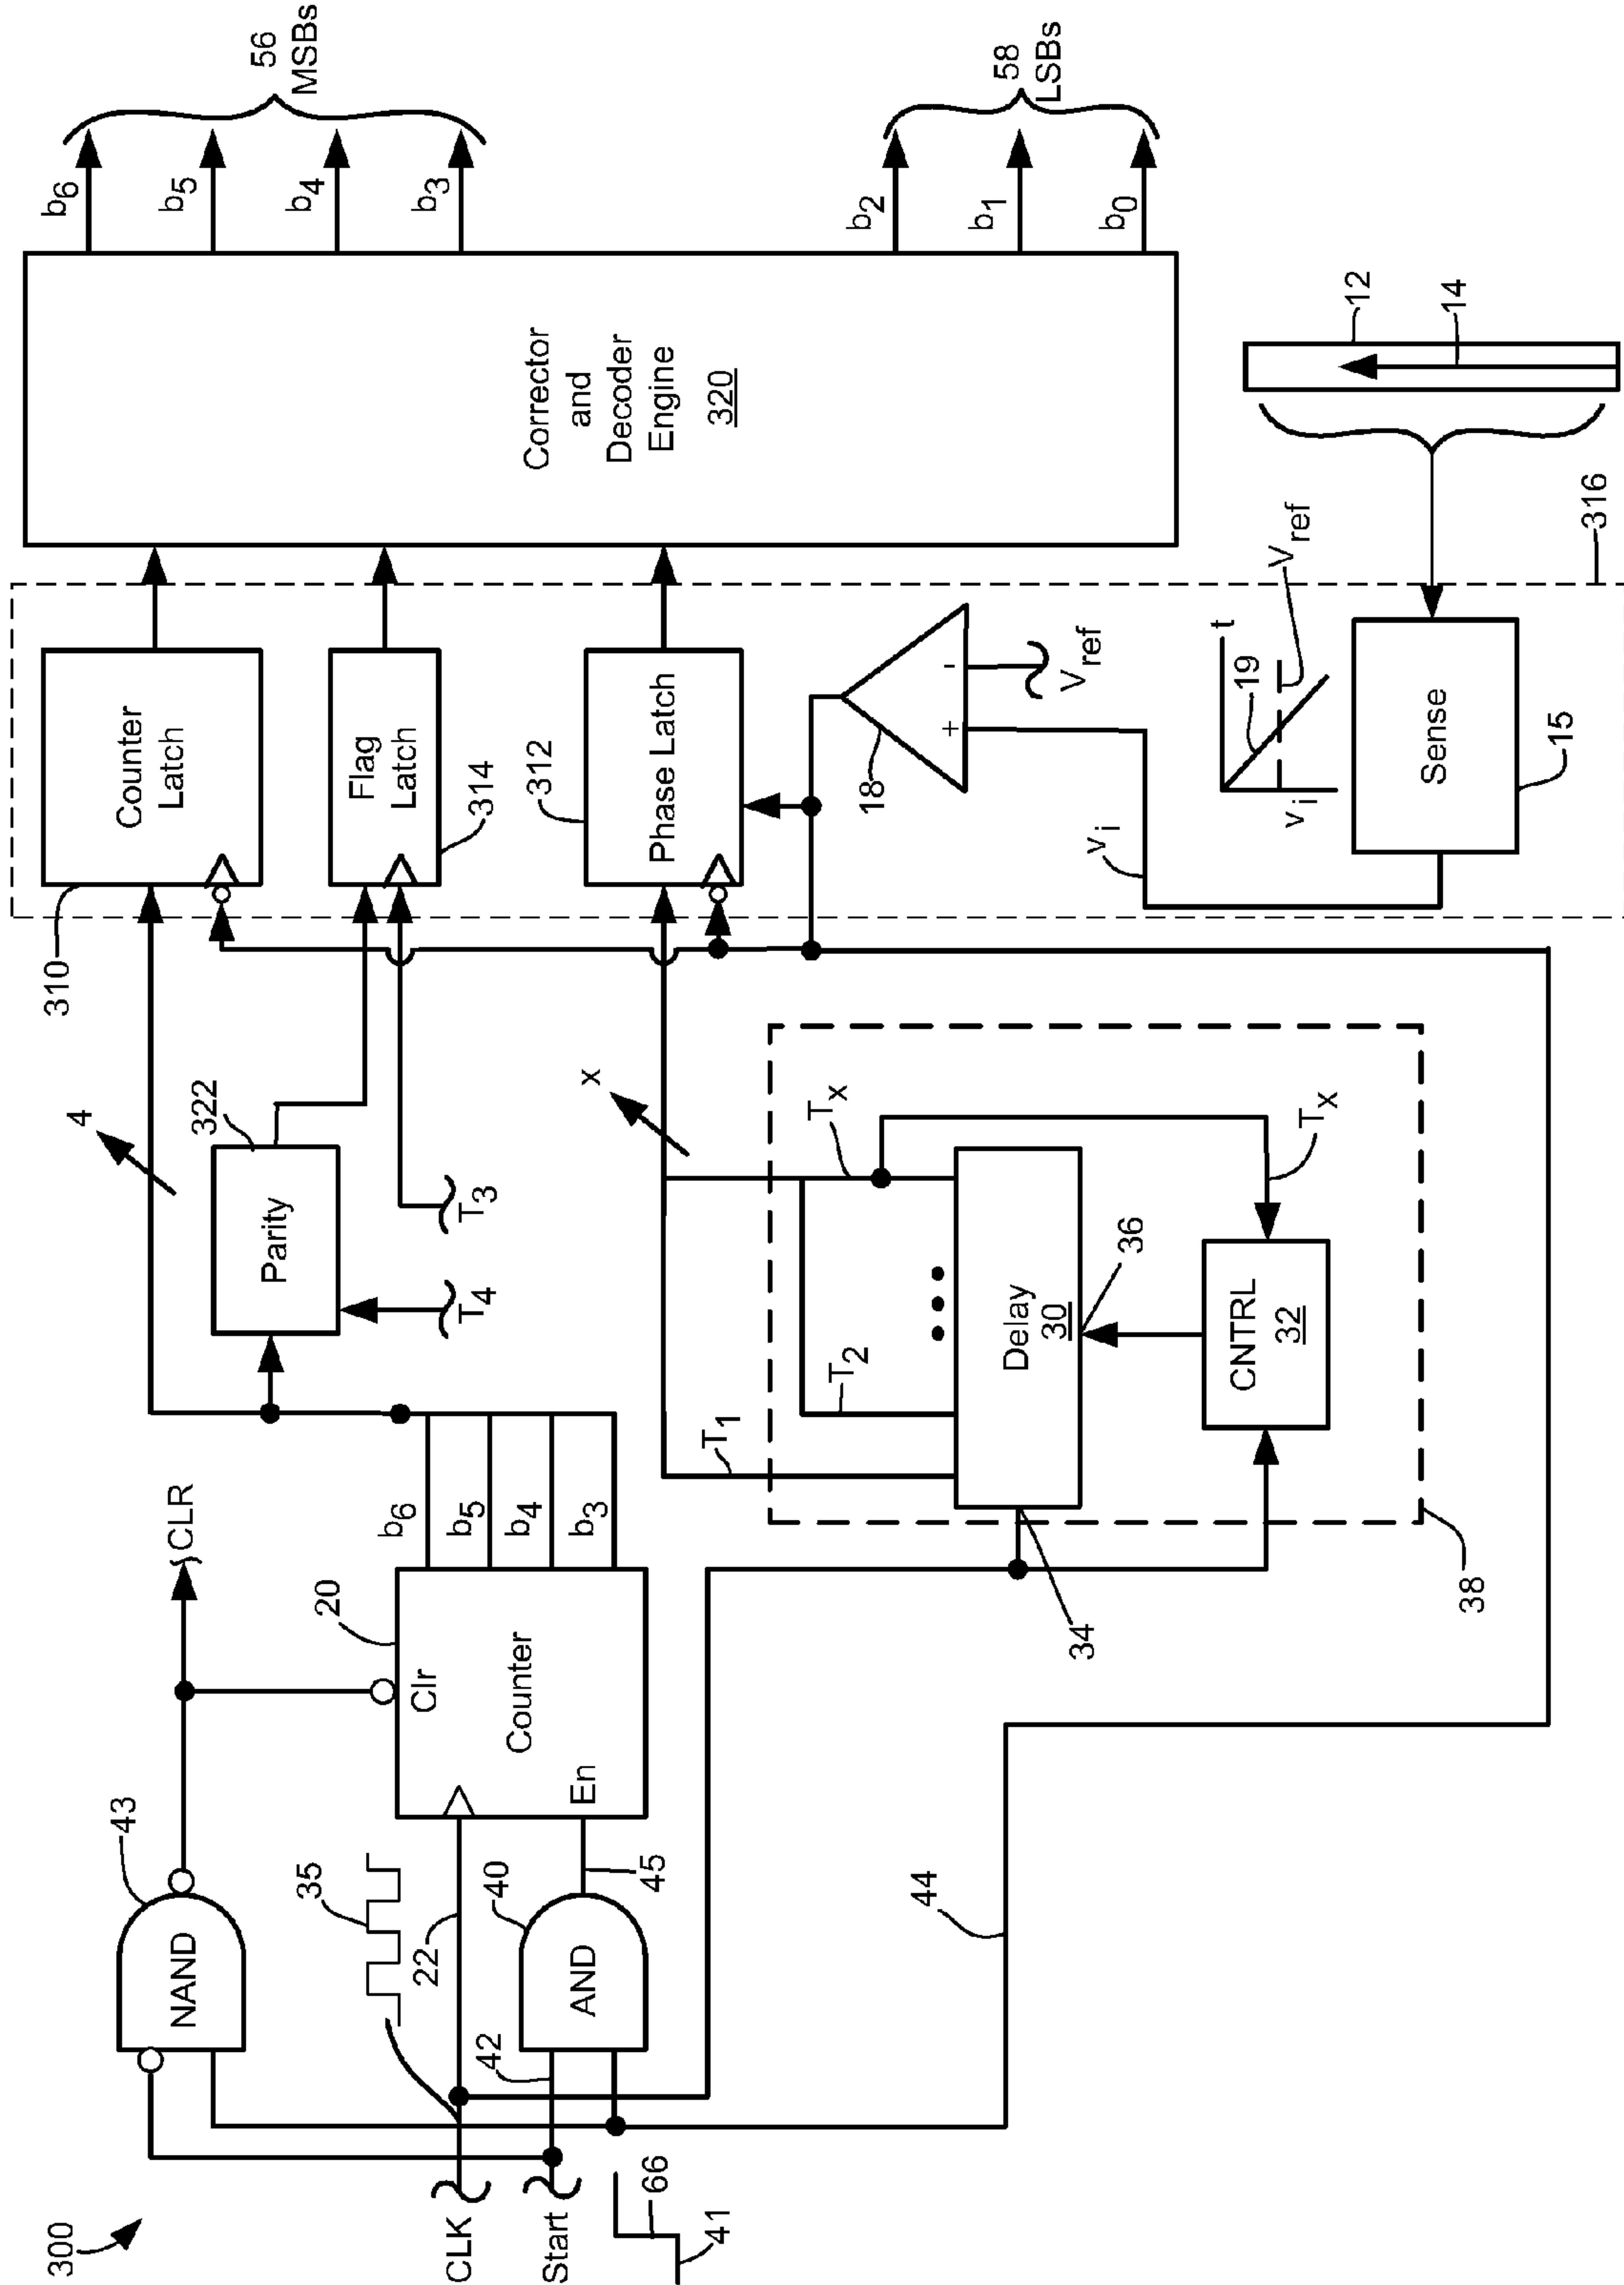 300
CLK
Start
41
66
NAND
43
CLR
35
22
42
AND
40
45
En
Clr
Counter
20
b6
b5
b4
b3
44
4
Parity
322
T4
T3
x
T1
T2
Tx
Tx
Delay
30
34
36
CNTRL
32
38
310
Counter
Latch
Flag
Latch
314
312
Phase Latch
18
+
-
Vref
vi
19
t
vi
Vref
Sense
15
316
12
14
Corrector
and
Decoder
Engine
320
b6
b5
b4
b3
56
MSBs
b2
b1
b0
58
LSBs